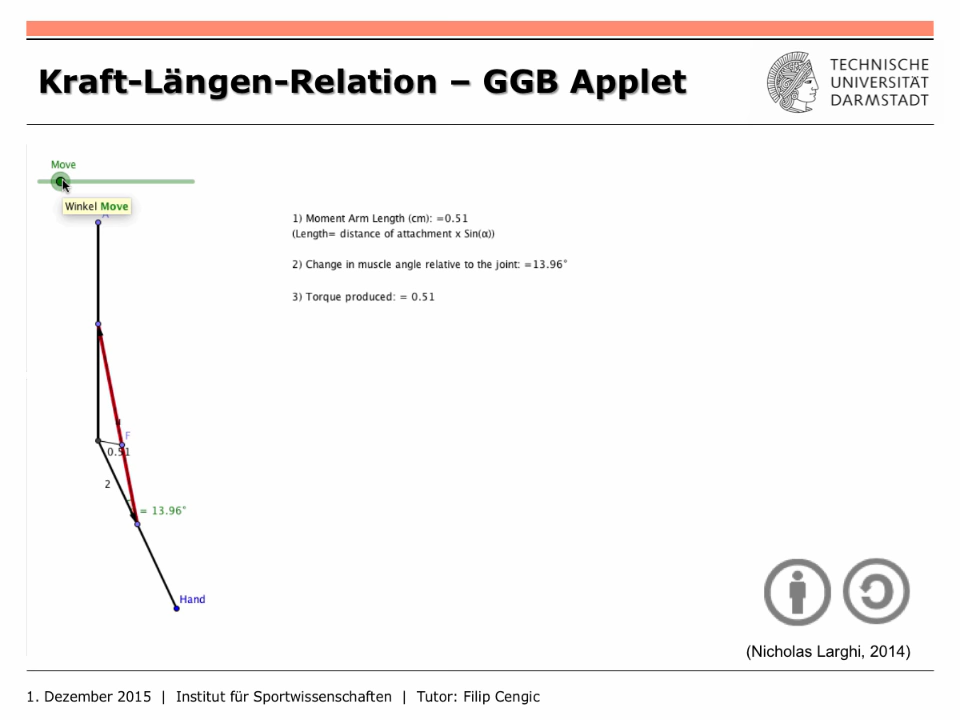 Kraft-Längen-Relation – GGB Applet
TECHNISCHE
UNIVERSITÄT
DARMSTADT
Move
Winkel Move
1) Moment Arm Length (cm): =0.51
(Length= distance of attachment x Sin(α))
2) Change in muscle angle relative to the joint: =13.96°
3) Torque produced: = 0.51
F
0.51
2
= 13.96°
Hand
(Nicholas Larghi, 2014)
1. Dezember 2015 | Institut für Sportwissenschaften | Tutor: Filip Cengic